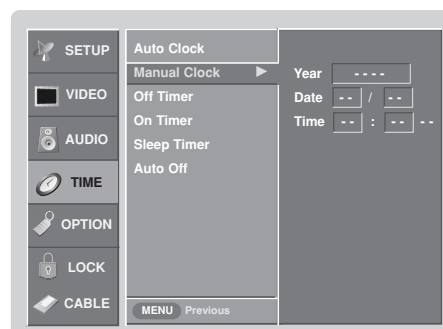 SETUP
VIDEO
AUDIO
TIME
OPTION
LOCK
CABLE
Auto Clock
Manual Clock ▶
Off Timer
On Timer
Sleep Timer
Auto Off
MENU Previous
Year - - - -
Date - - / - -
Time - - : - - - -